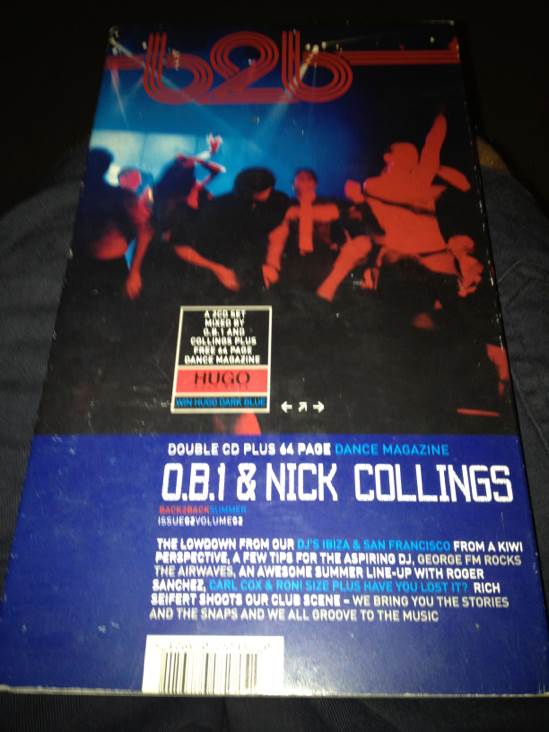 b2b
A 2CD SET
MIXED BY
O.B.1 AND
COLLINGS PLUS
FREE 64 PAGE
DANCE MAGAZINE
HUGO
WIN HUGO DARK BLUE
DOUBLE CD PLUS 64 PAGE DANCE MAGAZINE
O.B.1 & NICK COLLINGS
BACK2BACKSUMMER
ISSUE02VOLUME02
THE LOWDOWN FROM OUR DJ'S IBIZA & SAN FRANCISCO FROM A KIWI
PERSPECTIVE, A FEW TIPS FOR THE ASPIRING DJ, GEORGE FM ROCKS
THE AIRWAVES, AN AWESOME SUMMER LINE-UP WITH ROGER
SANCHEZ, CARL COX & RONI SIZE PLUS HAVE YOU LOST IT? RICH
SEIFERT SHOOTS OUR CLUB SCENE – WE BRING YOU THE STORIES
AND THE SNAPS AND WE ALL GROOVE TO THE MUSIC